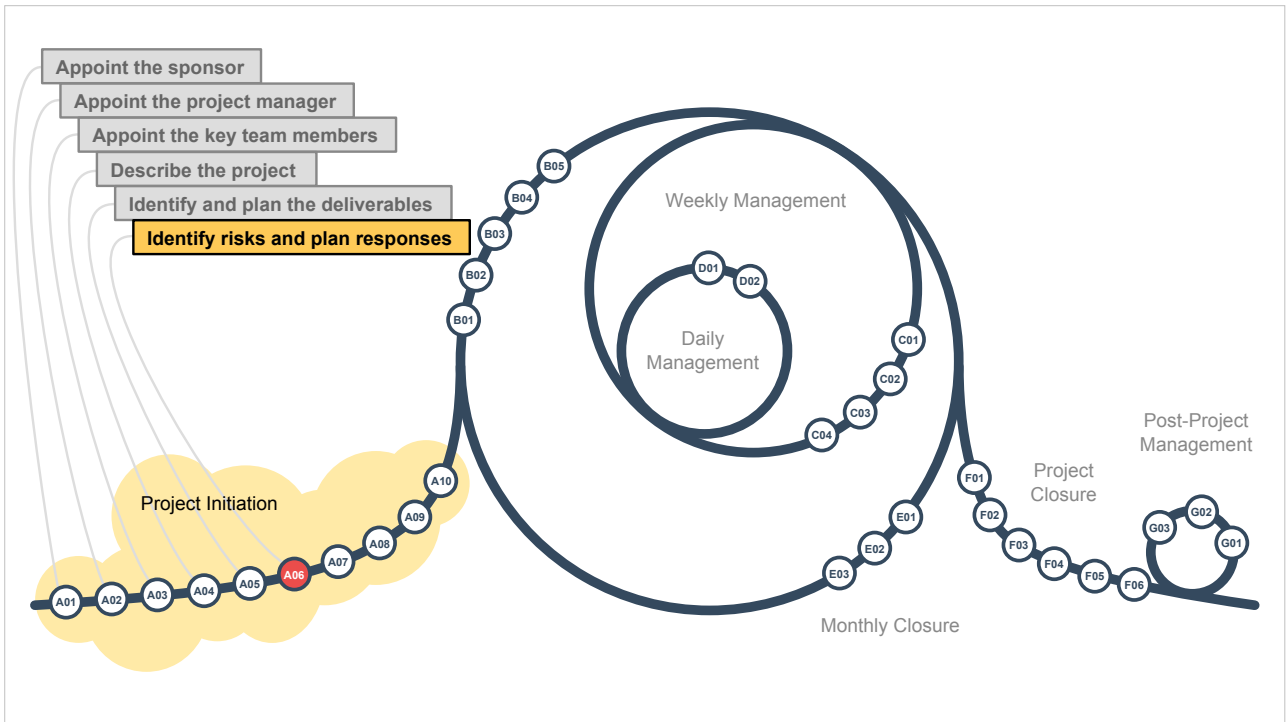 Appoint the sponsor
Appoint the project manager
Appoint the key team members
Describe the project
Identify and plan the deliverables
Identify risks and plan responses
B05
B04
B03
B02
B01
Weekly Management
D01
D02
Daily
Management
C01
C02
C03
C04
Project Initiation
A01
A02
A03
A04
A05
A06
A07
A08
A09
A10
E01
E02
E03
Monthly Closure
F01
F02
F03
F04
F05
F06
Project
Closure
Post-Project
Management
G03
G02
G01